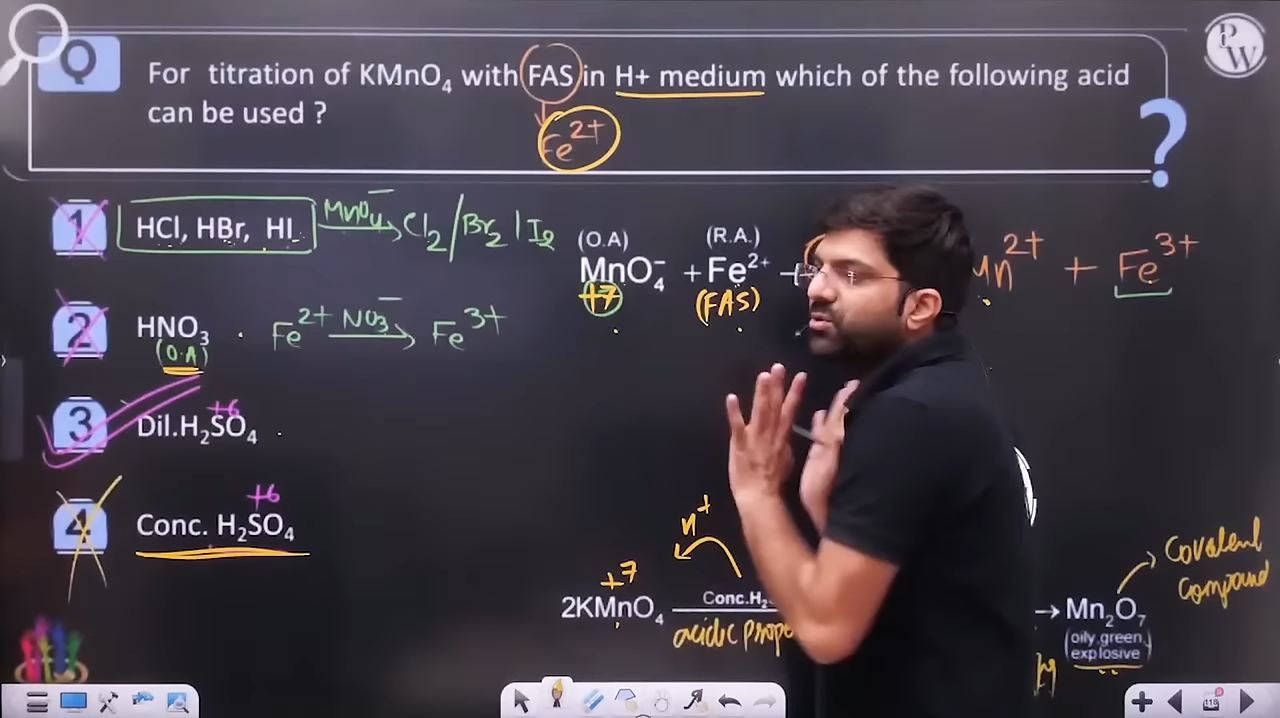 Q
For titration of KMnO₄ with FAS in H+ medium which of the following acid
can be used ?
?
PW
Fe²⁺
1 HCl, HBr, HI MnO₄⁻ Cl₂/Br₂/I₂
2 HNO₃ Fe²⁺ NO₃⁻ Fe³⁺
(O.A)
3 Dil.H₂SO₄ +6
4 Conc. H₂SO₄ +6
(O.A) (R.A.)
MnO₄⁻ + Fe²⁺ Mn²⁺ + Fe³⁺
+7 (FAS)
+7
2KMnO₄ Conc.H₂ → Mn₂O₇
acidic
(oily green
explosive)
Covalent
Compound
118